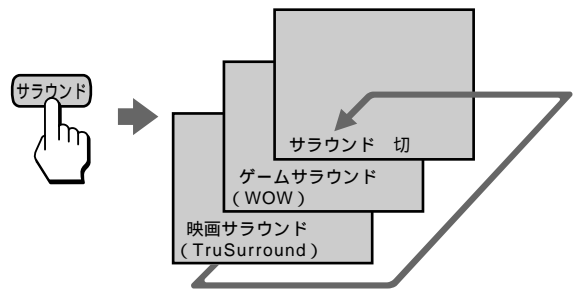 サラウンド
サラウンド 切
ゲームサラウンド
（WOW）
映画サラウンド
（TruSurround）